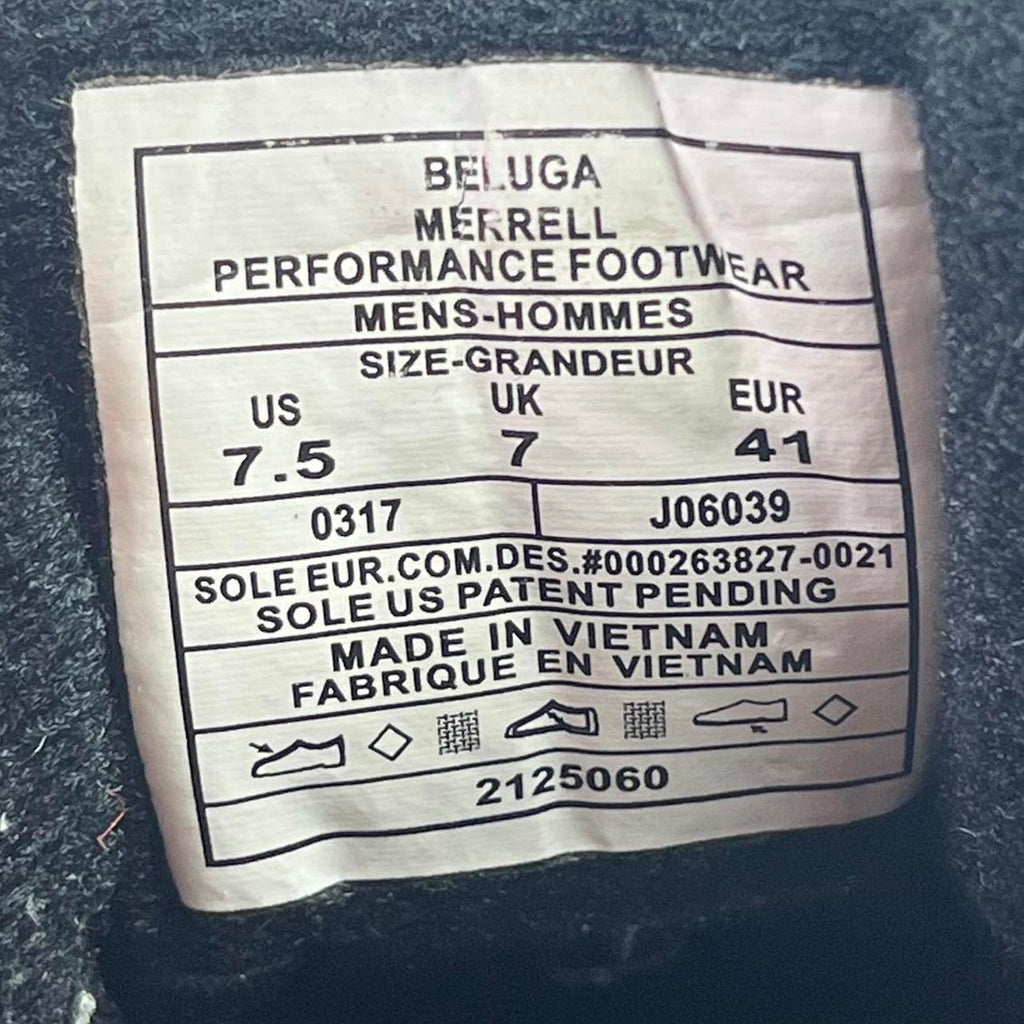 BELUGA
MERRELL
PERFORMANCE FOOTWEAR
MENS-HOMMES
SIZE-GRANDEUR
US UK EUR
7.5 7 41
0317 J06039
SOLE EUR.COM.DES.#000263827-0021
SOLE US PATENT PENDING
MADE IN VIETNAM
FABRIQUE EN VIETNAM
2125060